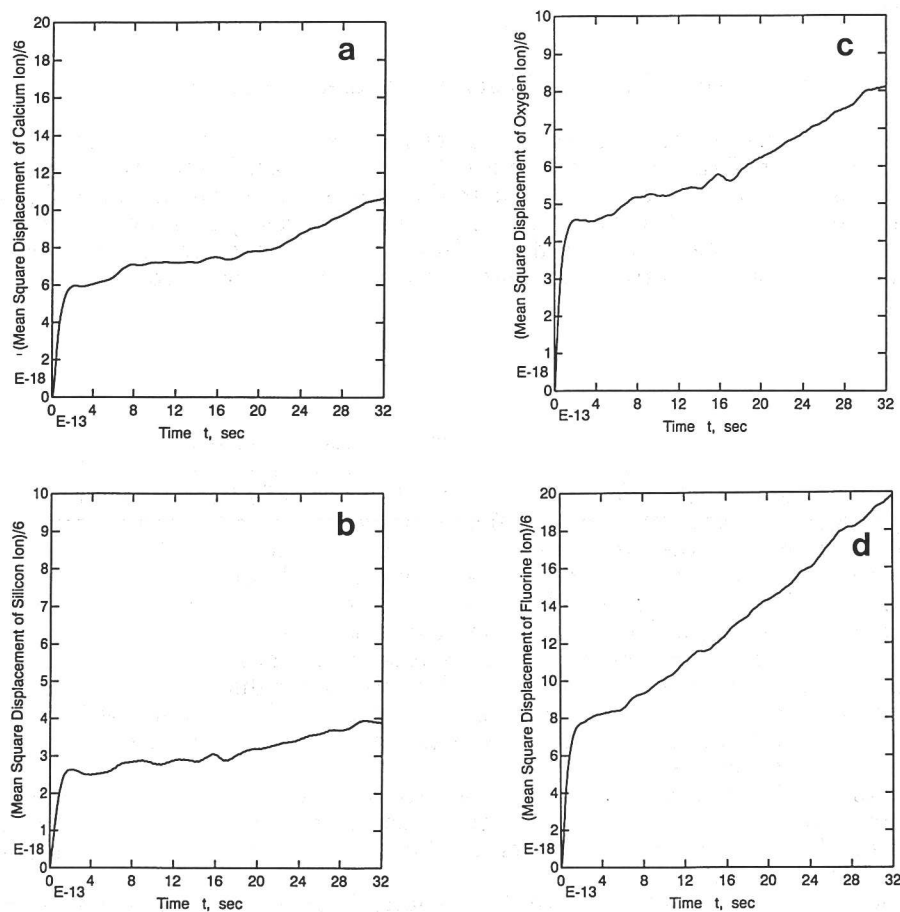 a
(Mean Square Displacement of Calcium Ion)/6
20
18
16
14
12
10
8
6
4
2
E-18
0
0 4 8 12 16 20 24 28 32
E-13
Time t, sec
c
(Mean Square Displacement of Oxygen Ion)/6
10
9
8
7
6
5
4
3
2
1
E-18
0
0 4 8 12 16 20 24 28 32
E-13
Time t, sec
b
(Mean Square Displacement of Silicon Ion)/6
10
9
8
7
6
5
4
3
2
1
E-18
0
0 4 8 12 16 20 24 28 32
E-13
Time t, sec
d
(Mean Square Displacement of Fluorine Ion)/6
20
18
16
14
12
10
8
6
4
2
E-18
0
0 4 8 12 16 20 24 28 32
E-13
Time t, sec